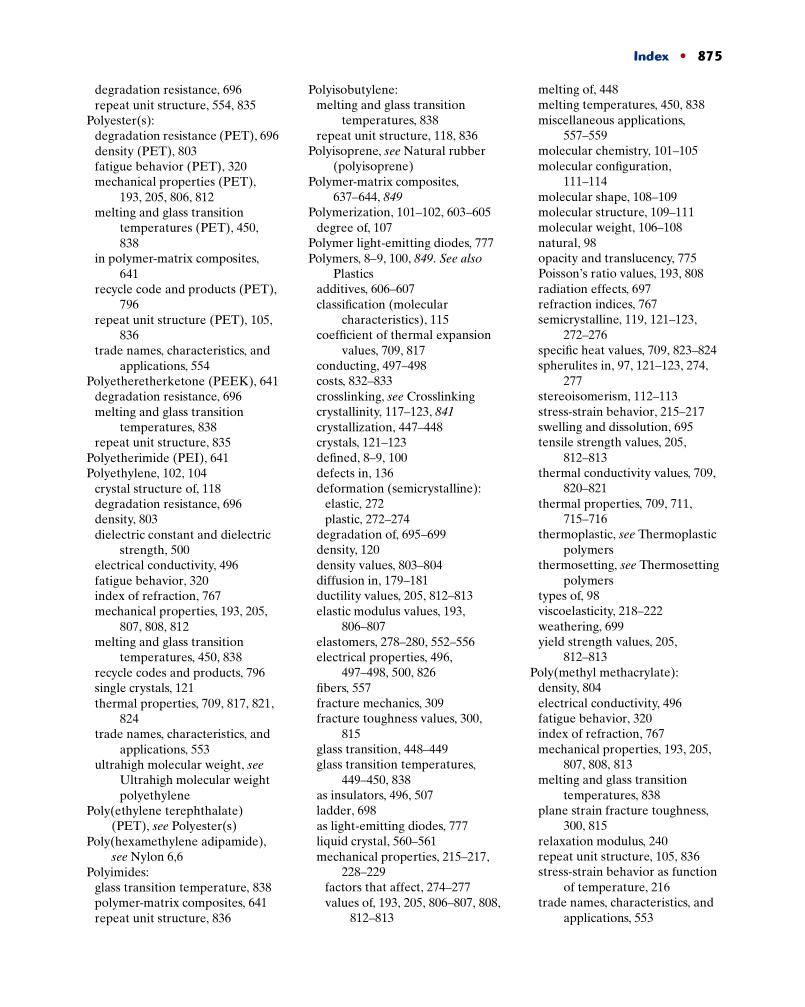 Index • 875
degradation resistance, 696
repeat unit structure, 554, 835
Polyester(s):
degradation resistance (PET), 696
density (PET), 803
fatigue behavior (PET), 320
mechanical properties (PET),
193, 205, 806, 812
melting and glass transition
temperatures (PET), 450,
838
in polymer-matrix composites,
641
recycle code and products (PET),
796
repeat unit structure (PET), 105,
836
trade names, characteristics, and
applications, 554
Polyetheretherketone (PEEK), 641
degradation resistance, 696
melting and glass transition
temperatures, 838
repeat unit structure, 835
Polyetherimide (PEI), 641
Polyethylene, 102, 104
crystal structure of, 118
degradation resistance, 696
density, 803
dielectric constant and dielectric
strength, 500
electrical conductivity, 496
fatigue behavior, 320
index of refraction, 767
mechanical properties, 193, 205,
807, 808, 812
melting and glass transition
temperatures, 450, 838
recycle codes and products, 796
single crystals, 121
thermal properties, 709, 817, 821,
824
trade names, characteristics, and
applications, 553
ultrahigh molecular weight, see
Ultrahigh molecular weight
polyethylene
Poly(ethylene terephthalate)
(PET), see Polyester(s)
Poly(hexamethylene adipamide),
see Nylon 6,6
Polyimides:
glass transition temperature, 838
polymer-matrix composites, 641
repeat unit structure, 836
Polyisobutylene:
melting and glass transition
temperatures, 838
repeat unit structure, 118, 836
Polyisoprene, see Natural rubber
(polyisoprene)
Polymer-matrix composites,
637–644, 849
Polymerization, 101–102, 603–605
degree of, 107
Polymer light-emitting diodes, 777
Polymers, 8–9, 100, 849. See also
Plastics
additives, 606–607
classification (molecular
characteristics), 115
coefficient of thermal expansion
values, 709, 817
conducting, 497–498
costs, 832–833
crosslinking, see Crosslinking
crystallinity, 117–123, 841
crystallization, 447–448
crystals, 121–123
defined, 8–9, 100
defects in, 136
deformation (semicrystalline):
elastic, 272
plastic, 272–274
degradation of, 695–699
density, 120
density values, 803–804
diffusion in, 179–181
ductility values, 205, 812–813
elastic modulus values, 193,
806–807
elastomers, 278–280, 552–556
electrical properties, 496,
497–498, 500, 826
fibers, 557
fracture mechanics, 309
fracture toughness values, 300,
815
glass transition, 448–449
glass transition temperatures,
449–450, 838
as insulators, 496, 507
ladder, 698
as light-emitting diodes, 777
liquid crystal, 560–561
mechanical properties, 215–217,
228–229
factors that affect, 274–277
values of, 193, 205, 806–807, 808,
812–813
melting of, 448
melting temperatures, 450, 838
miscellaneous applications,
557–559
molecular chemistry, 101–105
molecular configuration,
111–114
molecular shape, 108–109
molecular structure, 109–111
molecular weight, 106–108
natural, 98
opacity and translucency, 775
Poisson's ratio values, 193, 808
radiation effects, 697
refraction indices, 767
semicrystalline, 119, 121–123,
272–276
specific heat values, 709, 823–824
spherulites in, 97, 121–123, 274,
277
stereoisomerism, 112–113
stress-strain behavior, 215–217
swelling and dissolution, 695
tensile strength values, 205,
812–813
thermal conductivity values, 709,
820–821
thermal properties, 709, 711,
715–716
thermoplastic, see Thermoplastic
polymers
thermosetting, see Thermosetting
polymers
types of, 98
viscoelasticity, 218–222
weathering, 699
yield strength values, 205,
812–813
Poly(methyl methacrylate):
density, 804
electrical conductivity, 496
fatigue behavior, 320
index of refraction, 767
mechanical properties, 193, 205,
807, 808, 813
melting and glass transition
temperatures, 838
plane strain fracture toughness,
300, 815
relaxation modulus, 240
repeat unit structure, 105, 836
stress-strain behavior as function
of temperature, 216
trade names, characteristics, and
applications, 553